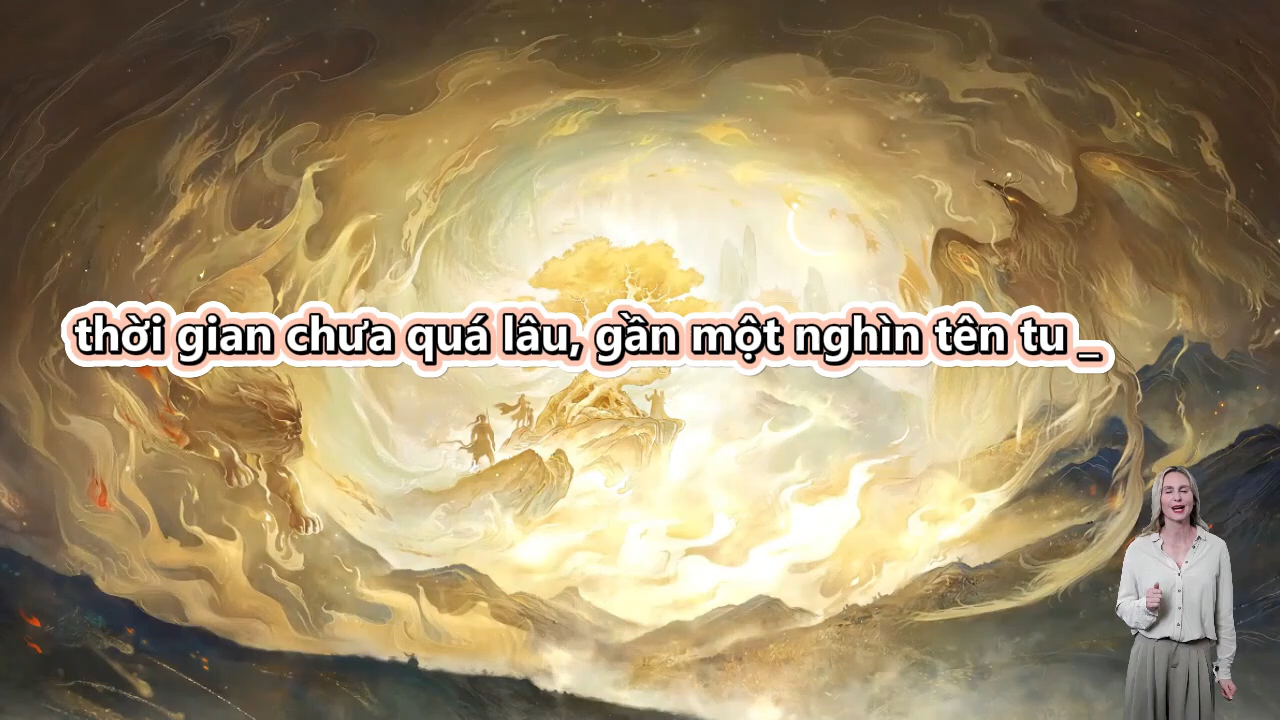 thời gian chưa quá lâu, gần một nghìn tên tu _